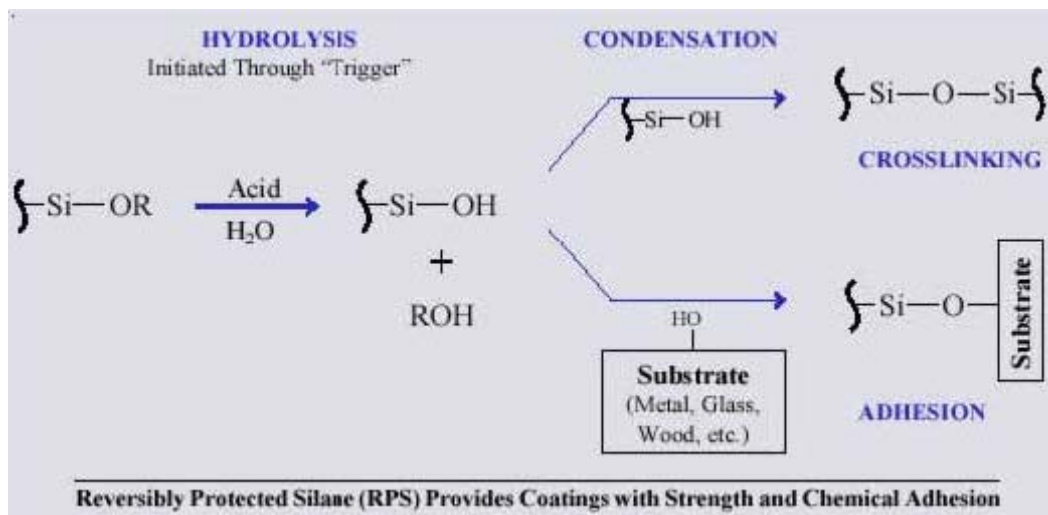 HYDROLYSIS
Initiated Through "Trigger"
CONDENSATION
Si—OR
Acid
H₂O
Si—OH
+
ROH
Si—OH
Si—O—Si
CROSSLINKING
HO
Substrate
(Metal, Glass,
Wood, etc.)
Si—O—
Substrate
ADHESION
Reversibly Protected Silane (RPS) Provides Coatings with Strength and Chemical Adhesion